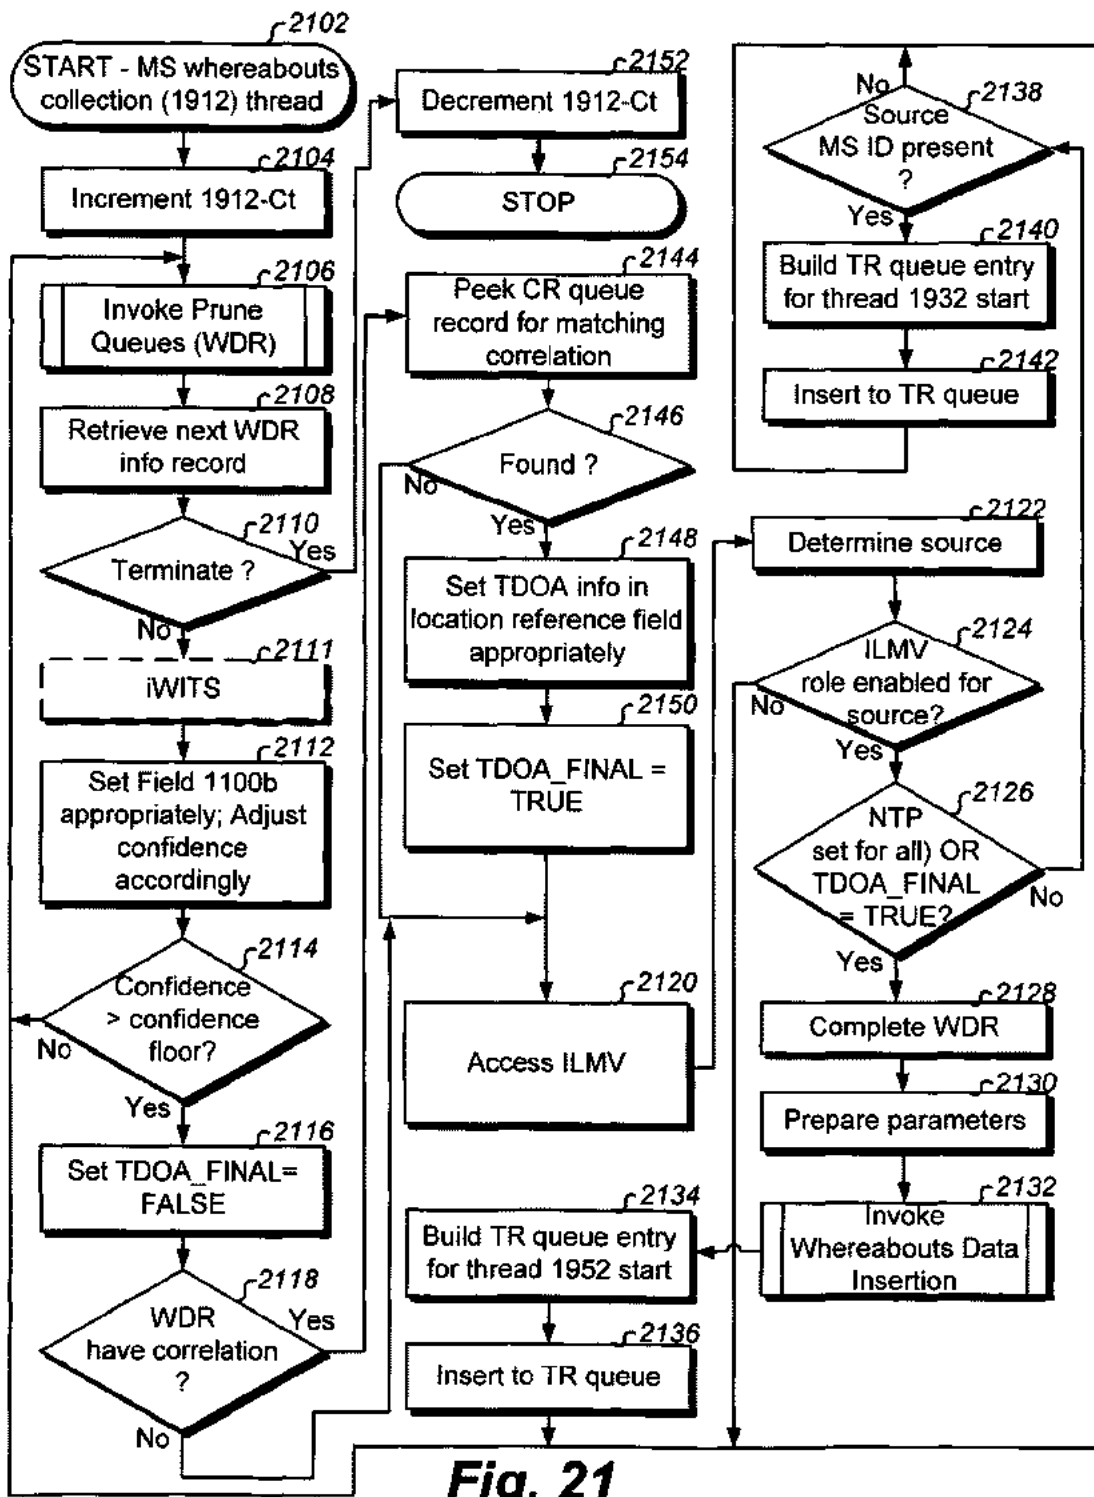 2102
START - MS whereabouts
collection (1912) thread
2104
Increment 1912-Ct
2106
Invoke Prune
Queues (WDR)
2108
Retrieve next WDR
info record
2110
Terminate ?
Yes
No
2111
iWITS
2112
Set Field 1100b
appropriately; Adjust
confidence
accordingly
2114
Confidence
> confidence
floor?
No
Yes
2116
Set TDOA_FINAL=
FALSE
2118
WDR
have correlation
?
Yes
No
2152
Decrement 1912-Ct
2154
STOP
2144
Peek CR queue
record for matching
correlation
2146
Found ?
No
Yes
2148
Set TDOA info in
location reference field
appropriately
2150
Set TDOA_FINAL =
TRUE
2120
Access ILMV
2134
Build TR queue entry
for thread 1952 start
2136
Insert to TR queue
No
2138
Source
MS ID present
?
Yes
2140
Build TR queue entry
for thread 1932 start
2142
Insert to TR queue
2122
Determine source
2124
ILMV
role enabled for
source?
No
Yes
2126
NTP
set for all) OR
TDOA_FINAL
= TRUE?
No
Yes
2128
Complete WDR
2130
Prepare parameters
2132
Invoke
Whereabouts Data
Insertion
Fig. 21